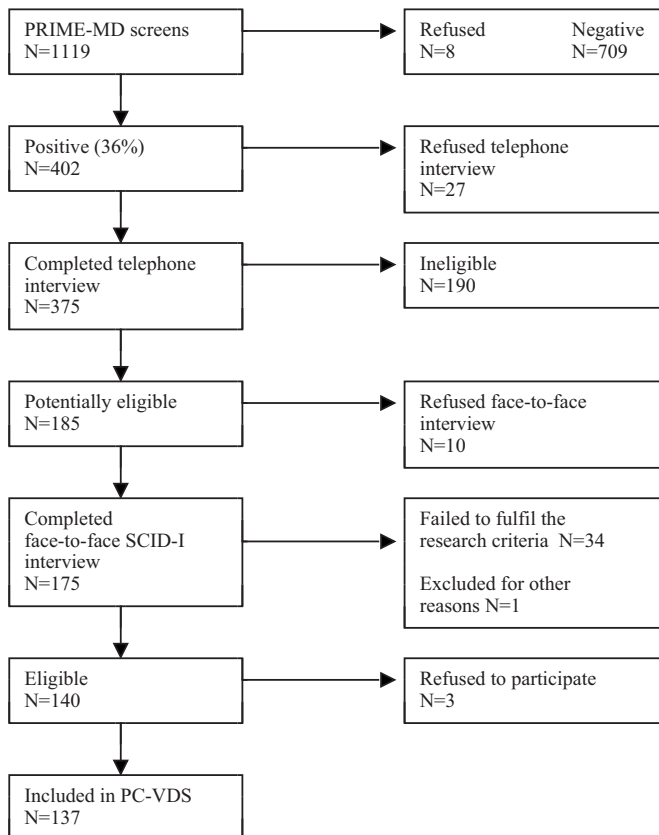 PRIME-MD screens
N=1119
Refused Negative
N=8 N=709
Positive (36%)
N=402
Refused telephone
interview
N=27
Completed telephone
interview
N=375
Ineligible
N=190
Potentially eligible
N=185
Refused face-to-face
interview
N=10
Completed
face-to-face SCID-I
interview
N=175
Failed to fulfil the
research criteria N=34
Excluded for other
reasons N=1
Eligible
N=140
Refused to participate
N=3
Included in PC-VDS
N=137